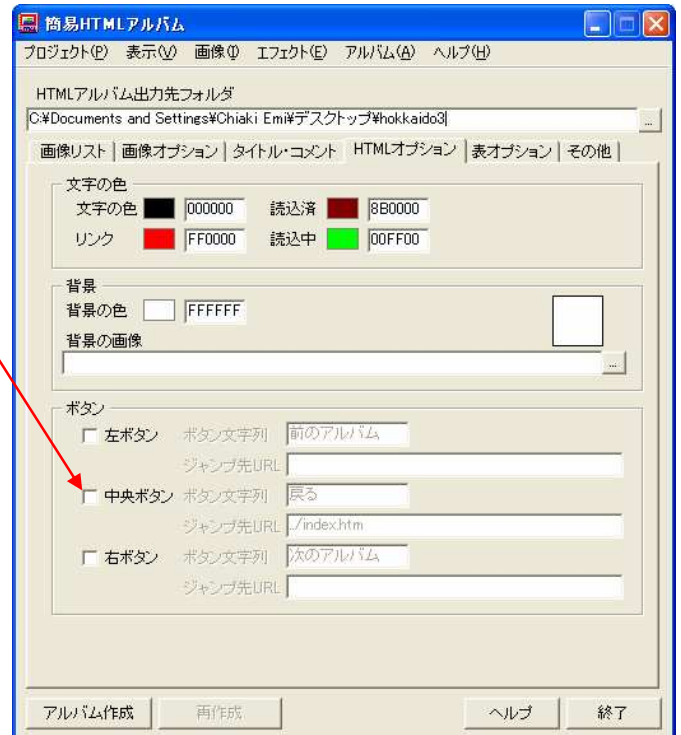 簡易HTMLアルバム
プロジェクト(P) 表示(V) 画像(I) エフェクト(E) アルバム(A) ヘルプ(H)
HTMLアルバム出力先フォルダ
C:¥Documents and Settings¥Chiaki Emi¥デスクトップ¥hokkaido3
...
画像リスト 画像オプション タイトル・コメント HTMLオプション 表オプション その他
文字の色
文字の色 000000 読込済 8B0000
リンク FF0000 読込中 00FF00
背景
背景の色 FFFFFF
背景の画像
...
ボタン
左ボタン ボタン文字列 前のアルバム
ジャンプ先URL
中央ボタン ボタン文字列 戻る
ジャンプ先URL ../index.htm
右ボタン ボタン文字列 次のアルバム
ジャンプ先URL
アルバム作成 再作成 ヘルプ 終了